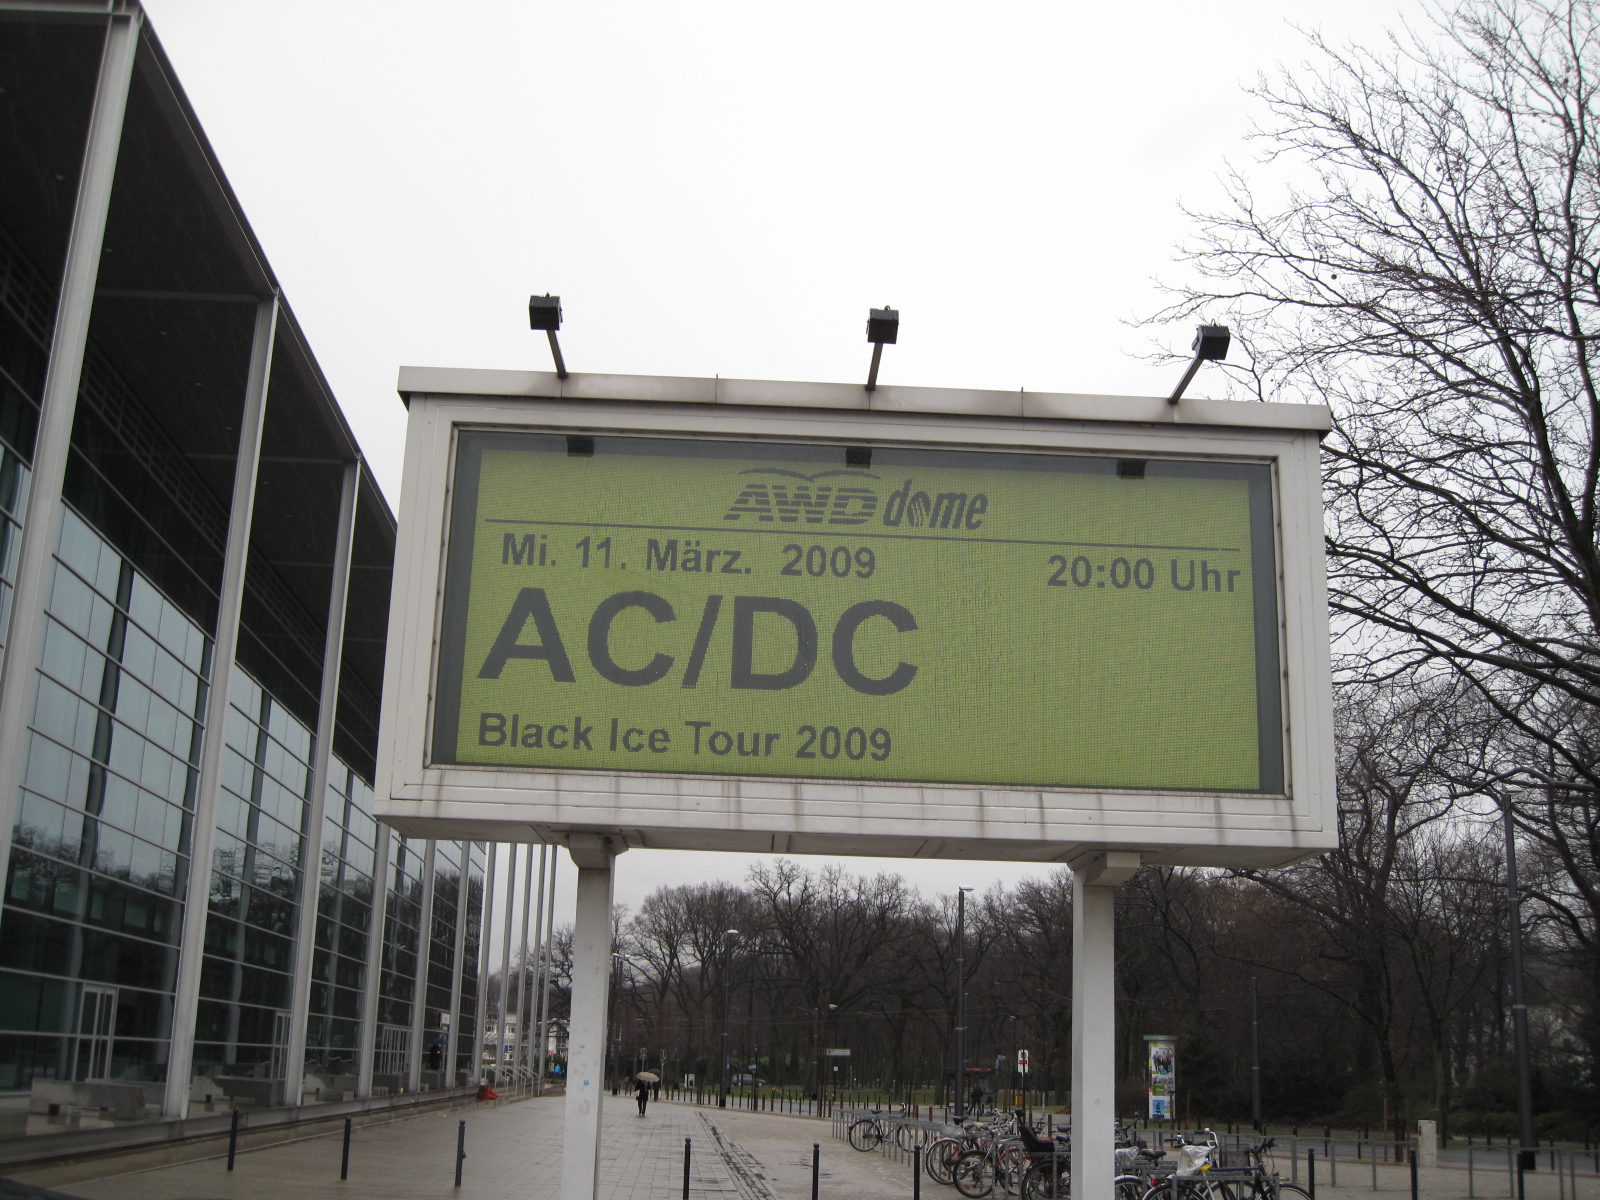 AWD dome
Mi. 11. März. 2009 20:00 Uhr
AC/DC
Black Ice Tour 2009